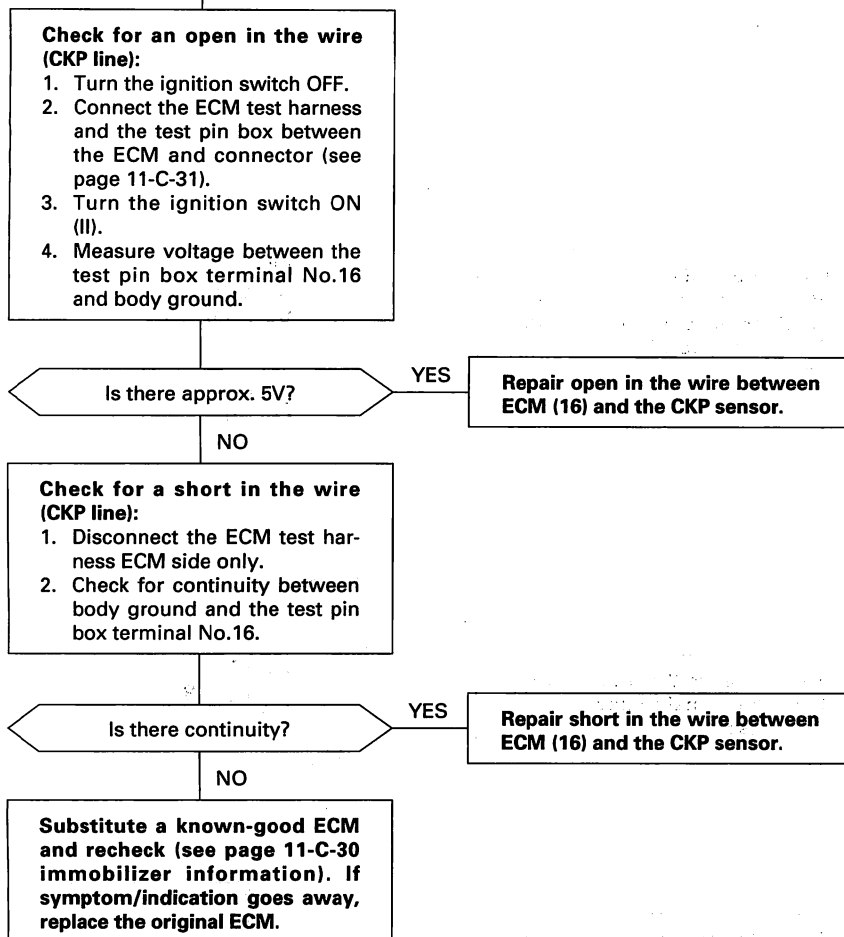 Check for an open in the wire
(CKP line):
1. Turn the ignition switch OFF.
2. Connect the ECM test harness
and the test pin box between
the ECM and connector (see
page 11-C-31).
3. Turn the ignition switch ON
(II).
4. Measure voltage between the
test pin box terminal No.16
and body ground.
Is there approx. 5V?
YES
Repair open in the wire between
ECM (16) and the CKP sensor.
NO
Check for a short in the wire
(CKP line):
1. Disconnect the ECM test har-
ness ECM side only.
2. Check for continuity between
body ground and the test pin
box terminal No.16.
Is there continuity?
YES
Repair short in the wire between
ECM (16) and the CKP sensor.
NO
Substitute a known-good ECM
and recheck (see page 11-C-30
immobilizer information). If
symptom/indication goes away,
replace the original ECM.